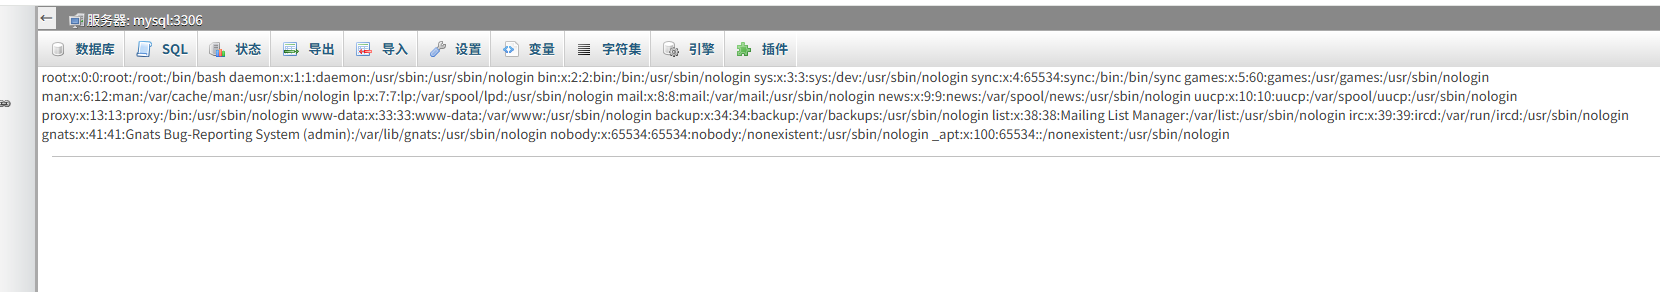 ← 服务器: mysql:3306
数据库 SQL 状态 导出 导入 设置 变量 字符集 引擎 插件
root:x:0:0:root:/root:/bin/bash daemon:x:1:1:daemon:/usr/sbin:/usr/sbin/nologin bin:x:2:2:bin:/bin:/usr/sbin/nologin sys:x:3:3:sys:/dev:/usr/sbin/nologin sync:x:4:65534:sync:/bin:/bin/sync games:x:5:60:games:/usr/games:/usr/sbin/nologin
man:x:6:12:man:/var/cache/man:/usr/sbin/nologin lp:x:7:7:lp:/var/spool/lpd:/usr/sbin/nologin mail:x:8:8:mail:/var/mail:/usr/sbin/nologin news:x:9:9:news:/var/spool/news:/usr/sbin/nologin uucp:x:10:10:uucp:/var/spool/uucp:/usr/sbin/nologin
proxy:x:13:13:proxy:/bin:/usr/sbin/nologin www-data:x:33:33:www-data:/var/www:/usr/sbin/nologin backup:x:34:34:backup:/var/backups:/usr/sbin/nologin list:x:38:38:Mailing List Manager:/var/list:/usr/sbin/nologin irc:x:39:39:ircd:/var/run/ircd:/usr/sbin/nologin
gnats:x:41:41:Gnats Bug-Reporting System (admin):/var/lib/gnats:/usr/sbin/nologin nobody:x:65534:65534:nobody:/nonexistent:/usr/sbin/nologin _apt:x:100:65534::/nonexistent:/usr/sbin/nologin